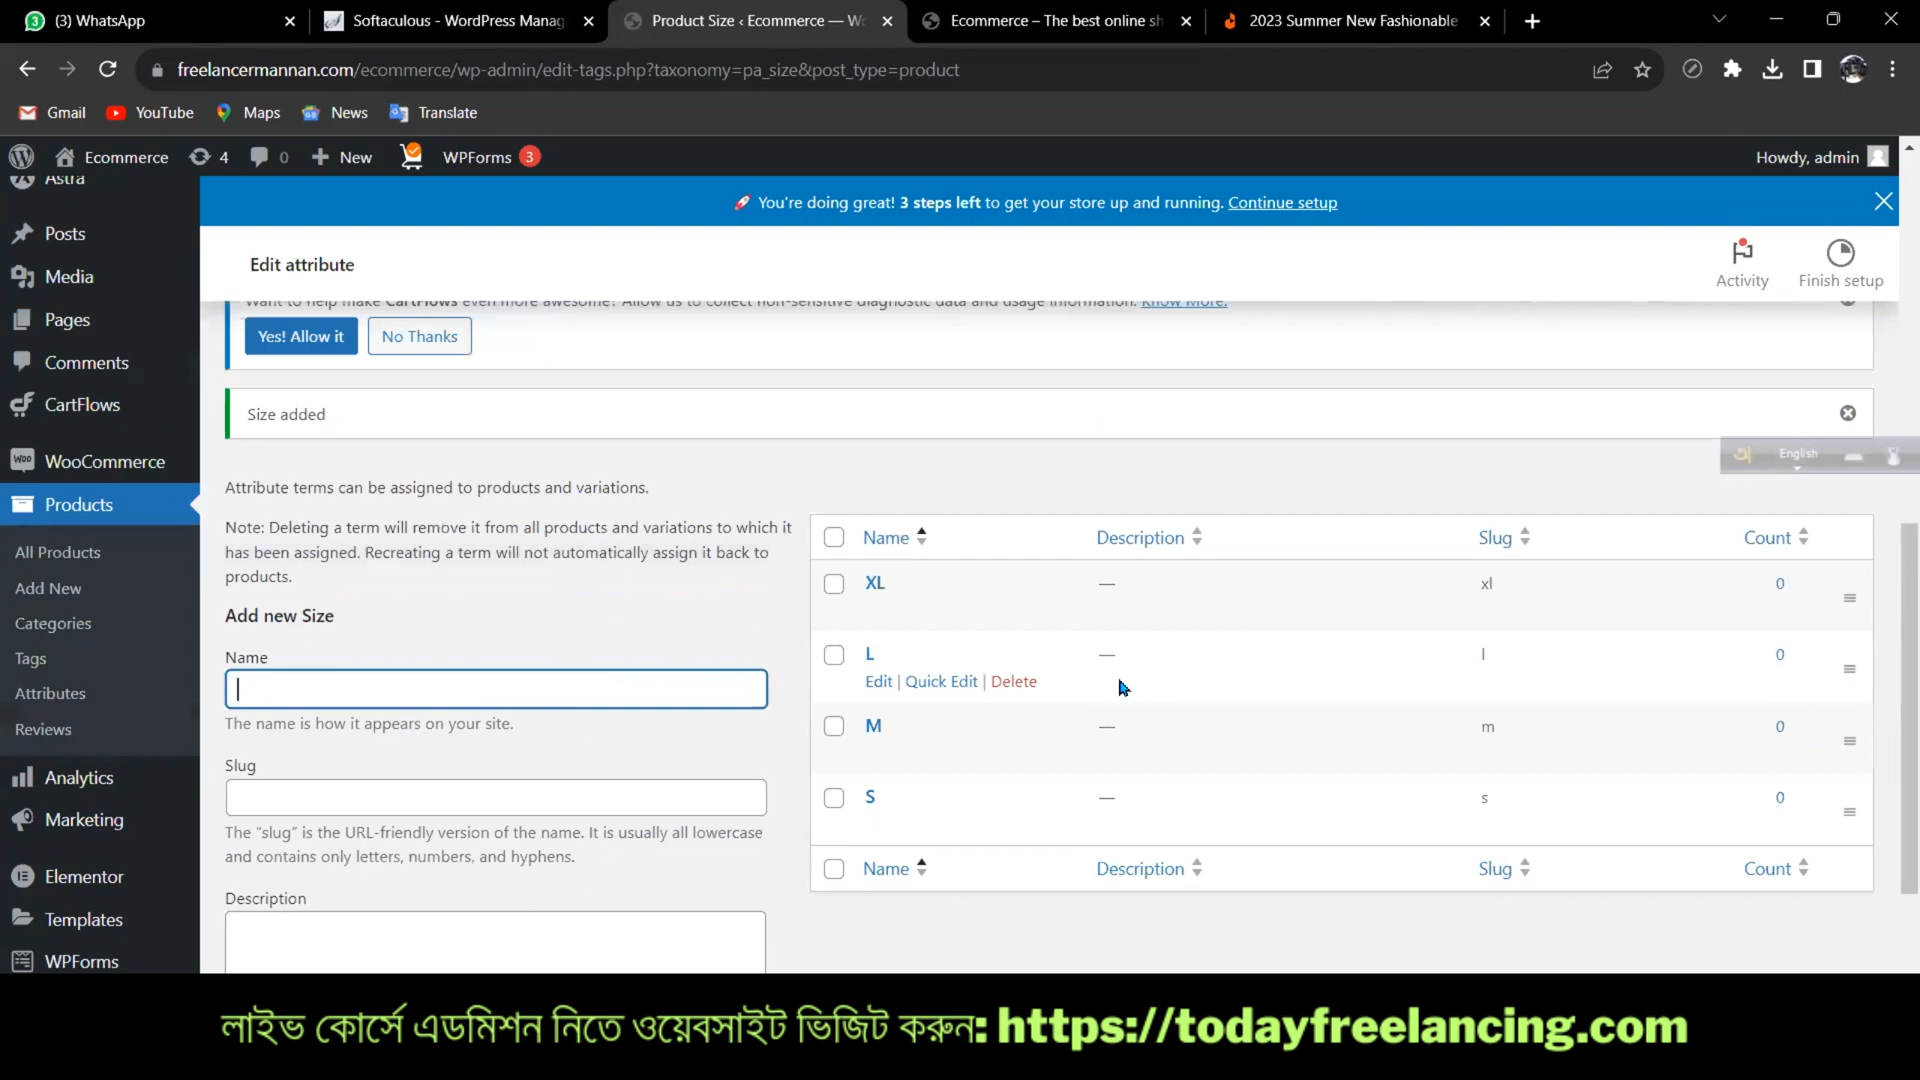 (3) WhatsApp
Softaculous - WordPress Manag
Product Size ‹ Ecommerce — Wo
Ecommerce – The best online sh
2023 Summer New Fashionable
freelancermannan.com/ecommerce/wp-admin/edit-tags.php?taxonomy=pa_size&post_type=product
Gmail
YouTube
Maps
News
Translate
Ecommerce
4
0
New
WPForms 3
Howdy, admin
Astra
Posts
Media
Pages
Comments
CartFlows
WooCommerce
Products
All Products
Add New
Categories
Tags
Attributes
Reviews
Analytics
Marketing
Elementor
Templates
WPForms
You're doing great! 3 steps left to get your store up and running. Continue setup
Edit attribute
Activity
Finish setup
Want to help make CartFlows even more awesome? Allow us to collect non-sensitive diagnostic data and usage information. Know More.
Yes! Allow it
No Thanks
Size added
English
Attribute terms can be assigned to products and variations.
Note: Deleting a term will remove it from all products and variations to which it
has been assigned. Recreating a term will not automatically assign it back to
products.
Add new Size
Name
The name is how it appears on your site.
Slug
The “slug” is the URL-friendly version of the name. It is usually all lowercase
and contains only letters, numbers, and hyphens.
Description
Name Description Slug Count
XL — xl 0
L — l 0
Edit | Quick Edit | Delete
M — m 0
S — s 0
Name Description Slug Count
লাইভ কোর্সে এডমিশন নিতে ওয়েবসাইট ভিজিট করুন: https://todayfreelancing.com